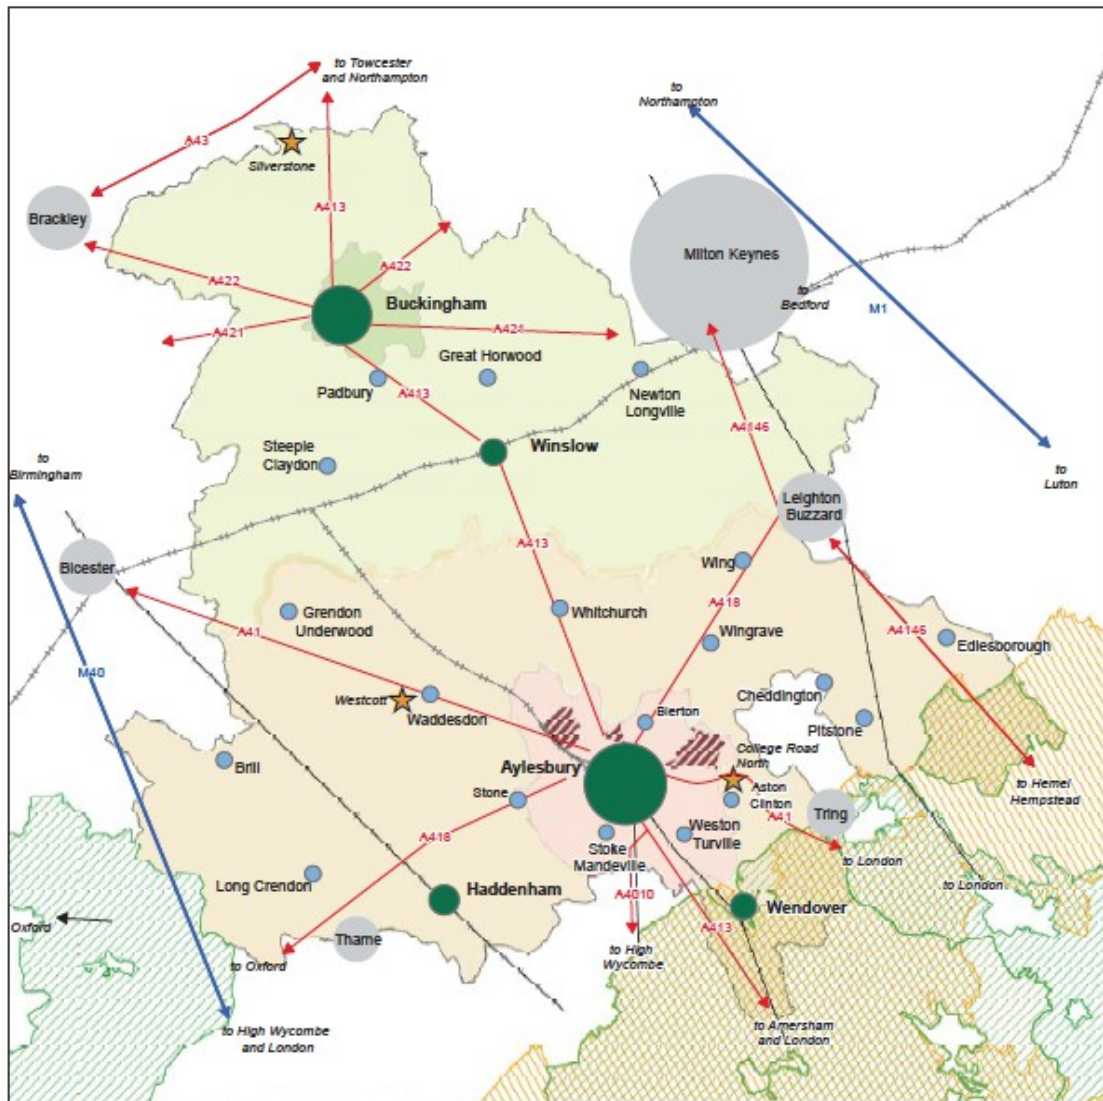 to Towcester
and Northampton
to
Northampton
A43
Silverstone
A413
Brackley
A422
A422
Milton Keynes
to
Bedford
M1
Buckingham
A421
A421
Great Horwood
Padbury
A413
Newton
Longville
A4146
Steeple
Claydon
Winslow
to
Birmingham
to
Luton
Leighton
Buzzard
A413
Bicester
Wing
A418
Grendon
Underwood
A41
Whitchurch
Wingrave
A4146
Edlesborough
M40
Westcott
Waddesdon
Cheddington
Bierton
Pitstone
College Road
North
Brill
Aylesbury
Aston
Clinton
to Hemel
Hempstead
Stone
Tring
A41
A418
Weston
Turville
Stoke
Mandeville
to London
Long Crendon
Haddenham
A4010
to London
Wendover
Oxford
A413
Thame
to Oxford
to High
Wycombe
to High Wycombe
and London
to Amersham
and London